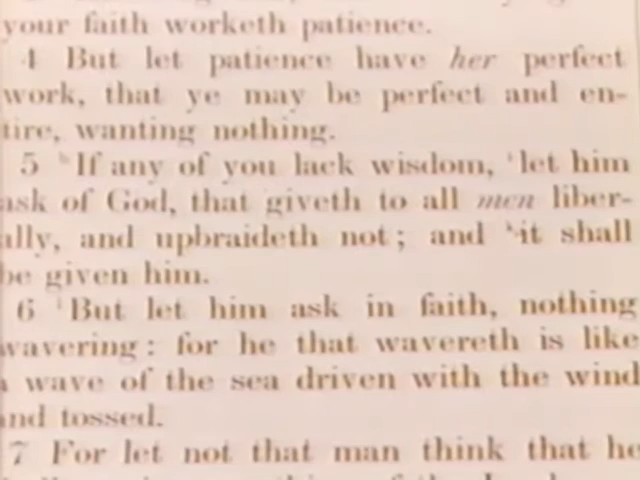 your faith worketh patience.
4 But let patience have her perfect
work, that ye may be perfect and en-
tire, wanting nothing.
5 If any of you lack wisdom, let him
ask of God, that giveth to all men liber-
ally, and upbraideth not; and it shall
be given him.
6 But let him ask in faith, nothing
wavering: for he that wavereth is like
a wave of the sea driven with the wind
and tossed.
7 For let not that man think that he